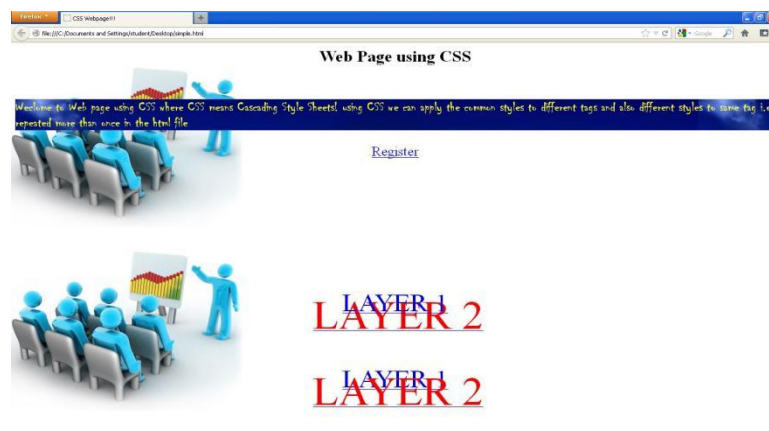 Firefox
CSS Webpage!!!
file:///C:/Documents and Settings/student/Desktop/simple.html
Google
Web Page using CSS
Weclome to Web page using CSS where CSS means Cascading Style Sheets! using CSS we can apply the common styles to different tags and also different styles to same tag i.e
repeated more than once in the html file
Register
LAYER 1
LAYER 2
LAYER 1
LAYER 2